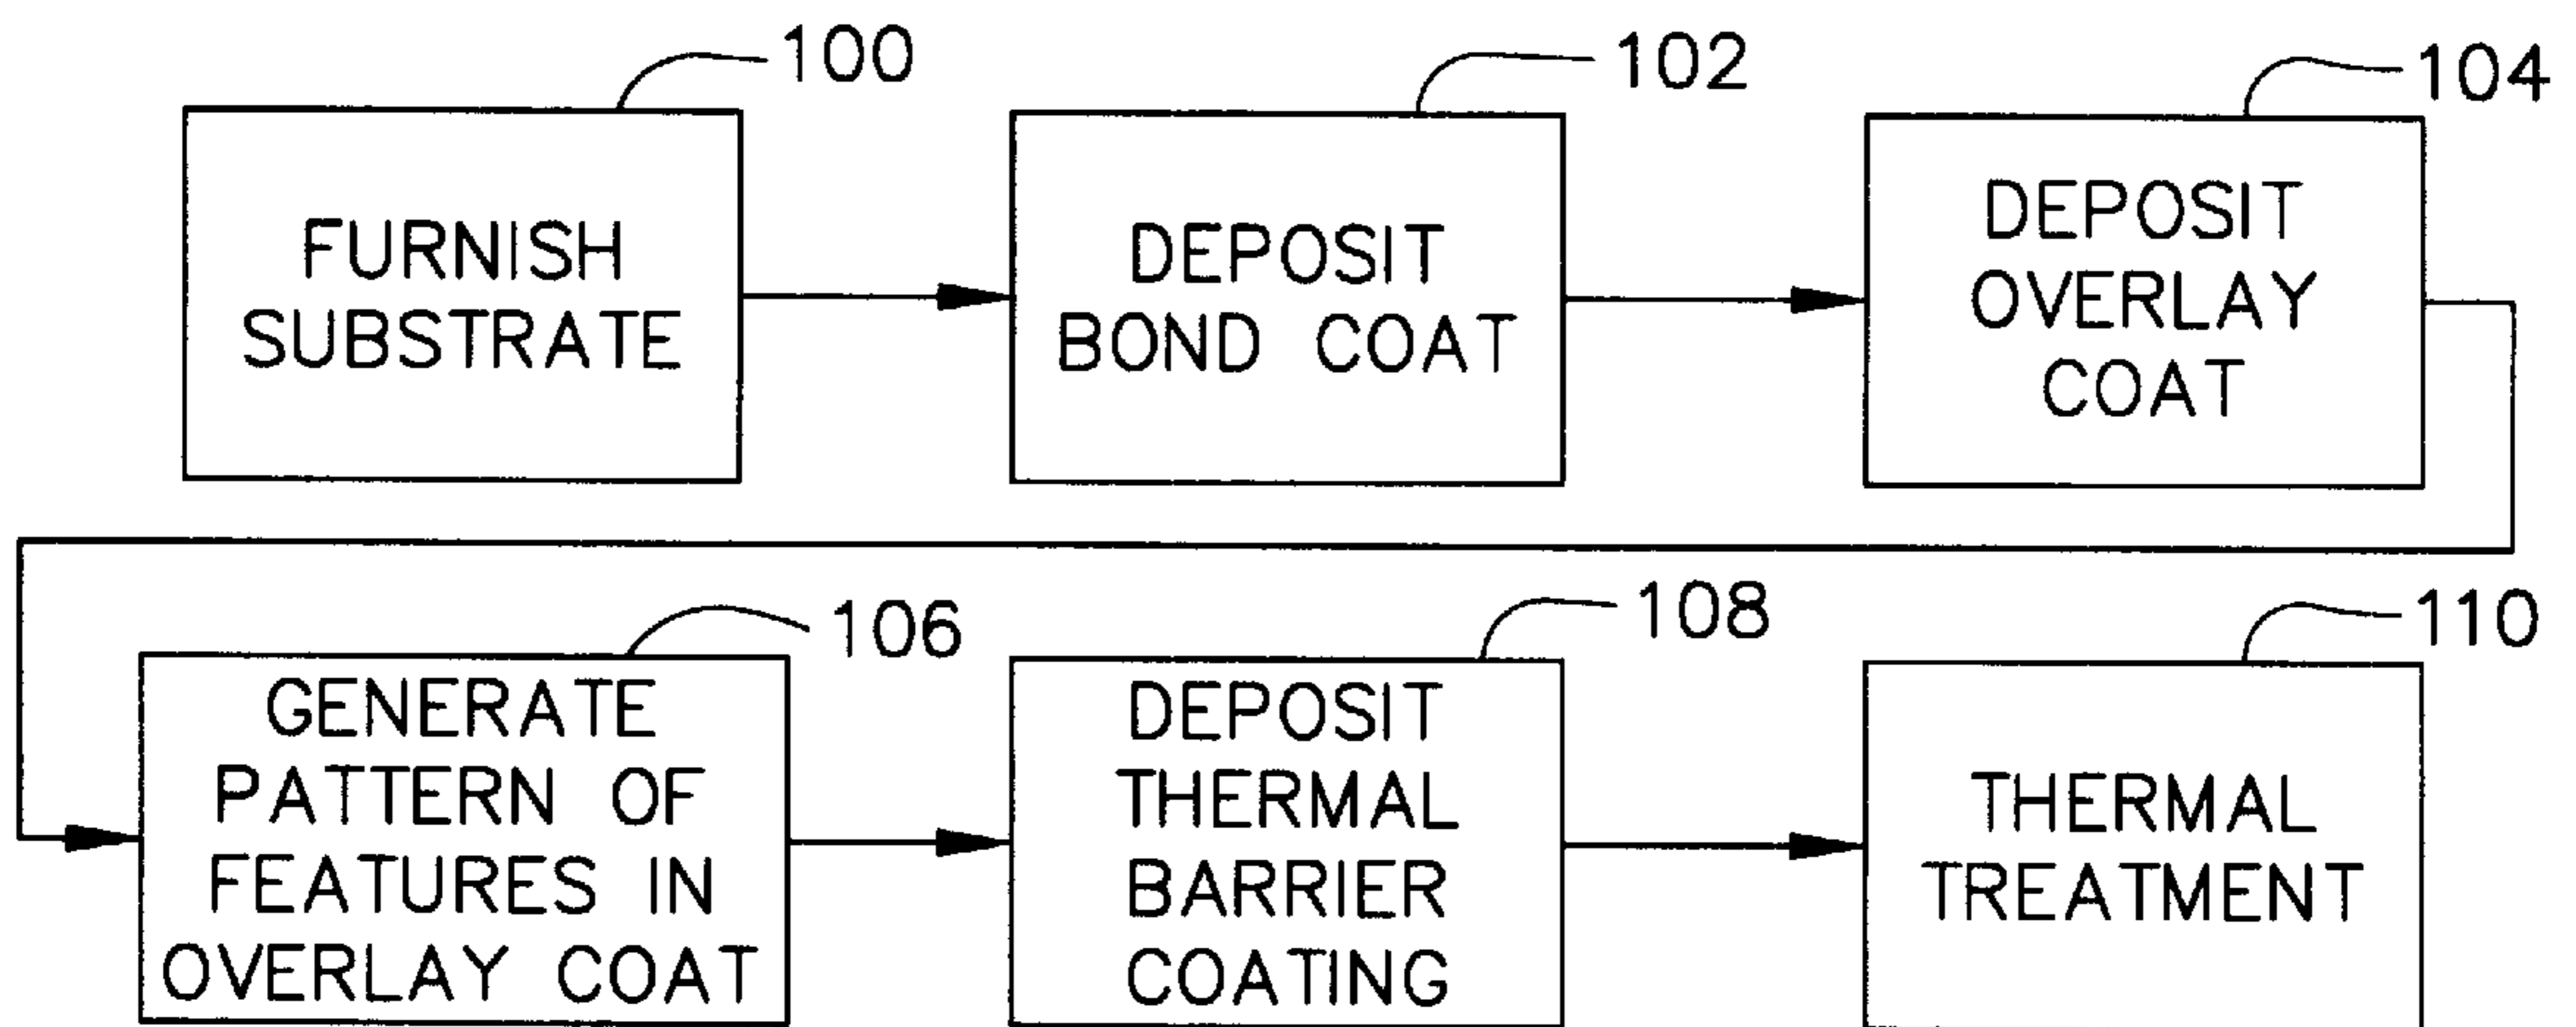 100
FURNISH
SUBSTRATE
102
DEPOSIT
BOND COAT
104
DEPOSIT
OVERLAY
COAT
106
GENERATE
PATTERN OF
FEATURES IN
OVERLAY COAT
108
DEPOSIT
THERMAL
BARRIER
COATING
110
THERMAL
TREATMENT